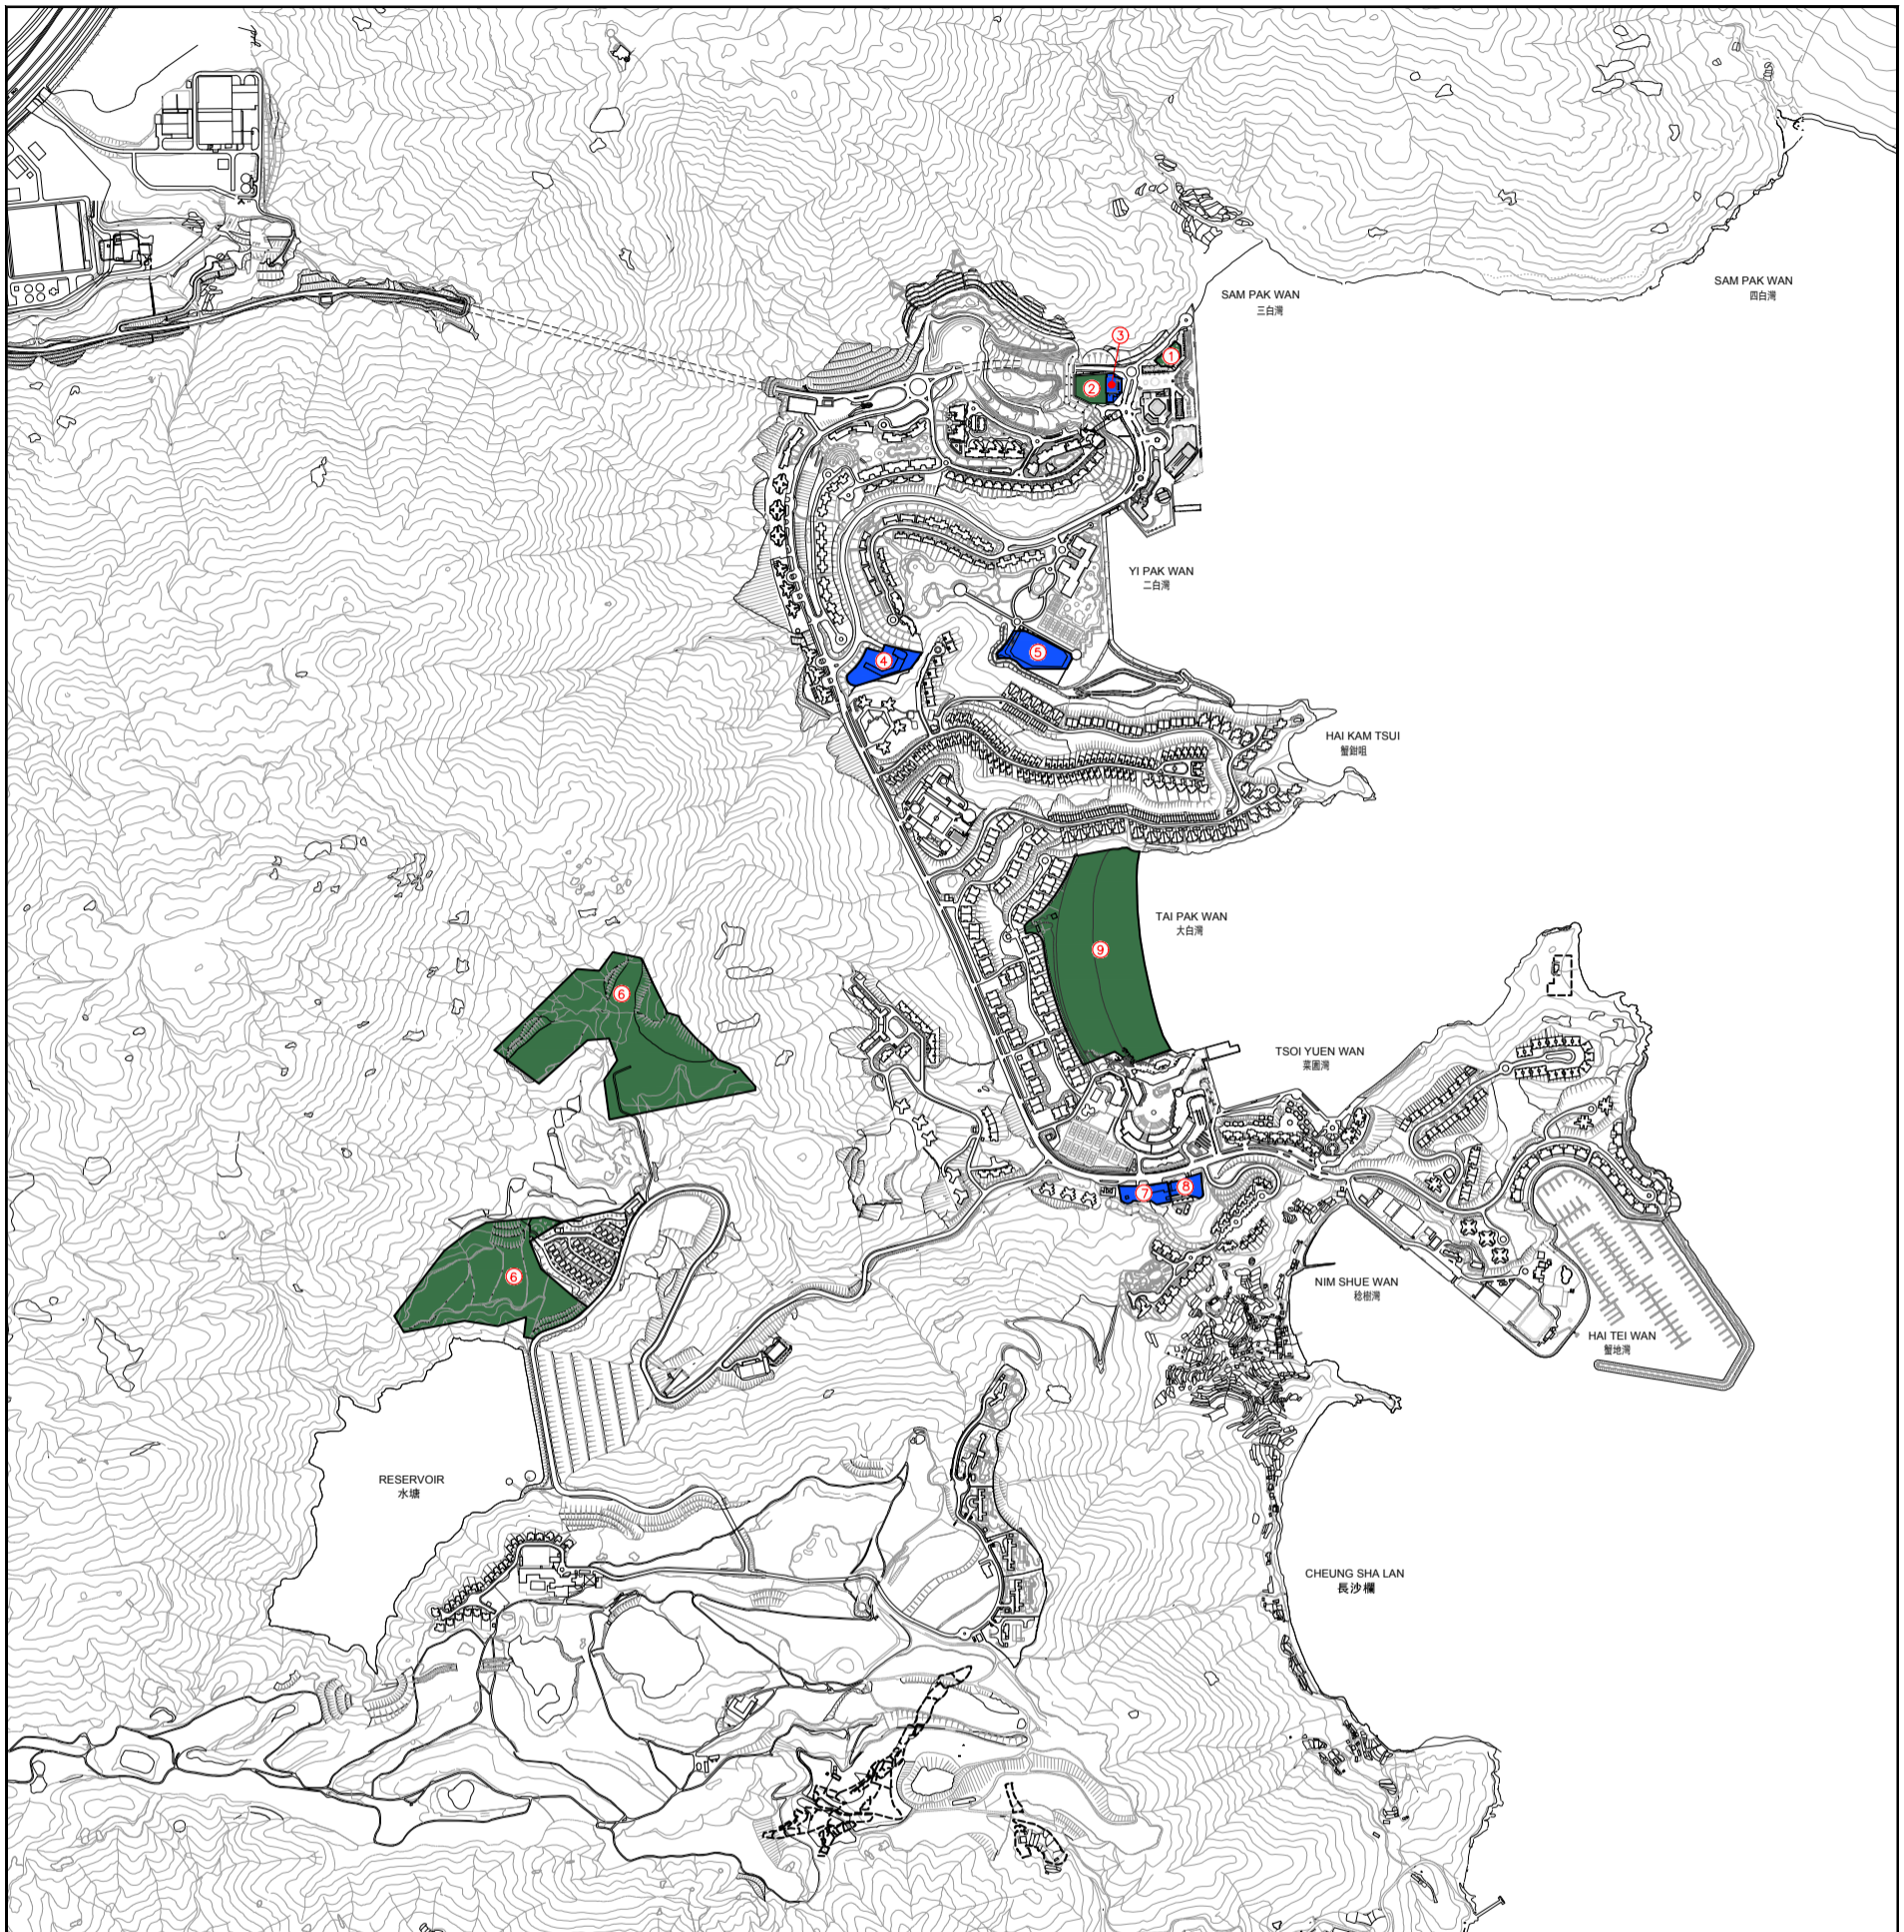 SAM PAK WAN
三白灣
SAM PAK WAN
四白灣
3
1
2
YI PAK WAN
二白灣
4
5
HAI KAM TSUI
蟹鉗咀
TAI PAK WAN
大白灣
9
6
TSOI YUEN WAN
菜園灣
7
8
6
NIM SHUE WAN
稔樹灣
HAI TEI WAN
蟹地灣
RESERVOIR
水塘
CHEUNG SHA LAN
長沙欄